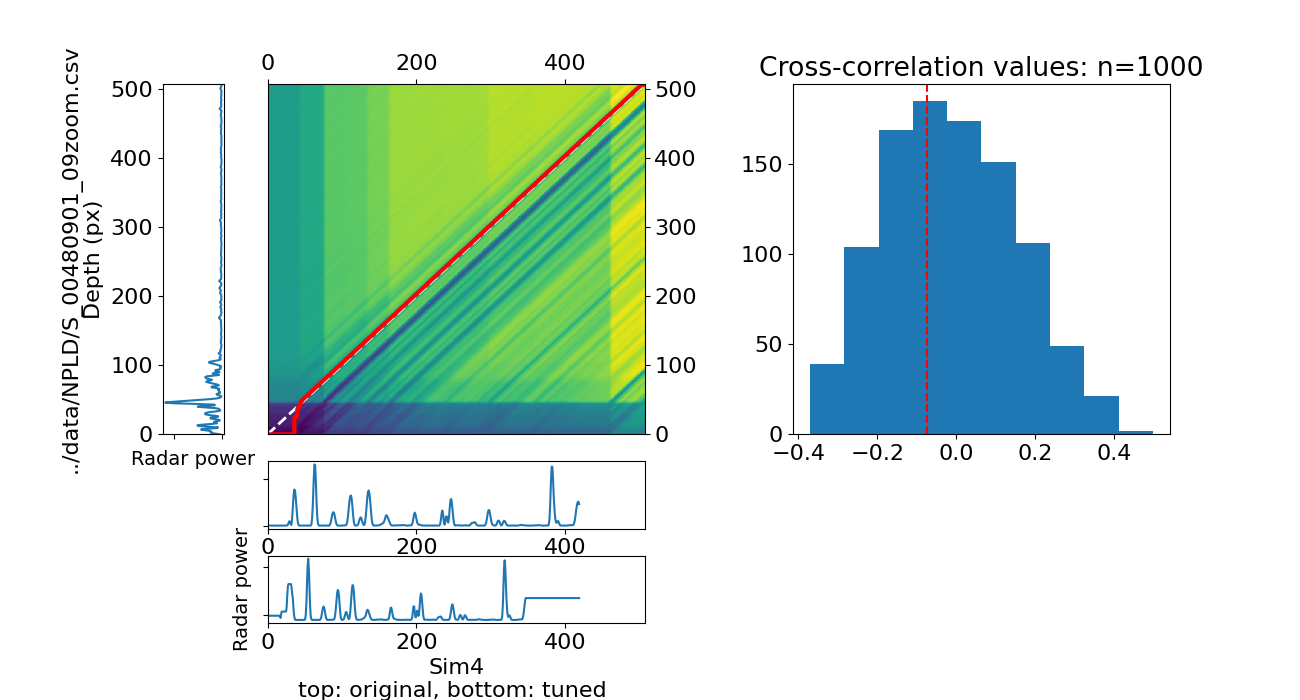 Cross-correlation values: n=1000
0 200 400
../data/NPLD/S_00480901_09zoom.csv
Depth (px)
500
400
300
200
100
0
500
400
300
200
100
0
150
100
50
0
−0.4 −0.2 0.0 0.2 0.4
Radar power
0 200 400
Radar power
0 200 400
Sim4
top: original, bottom: tuned